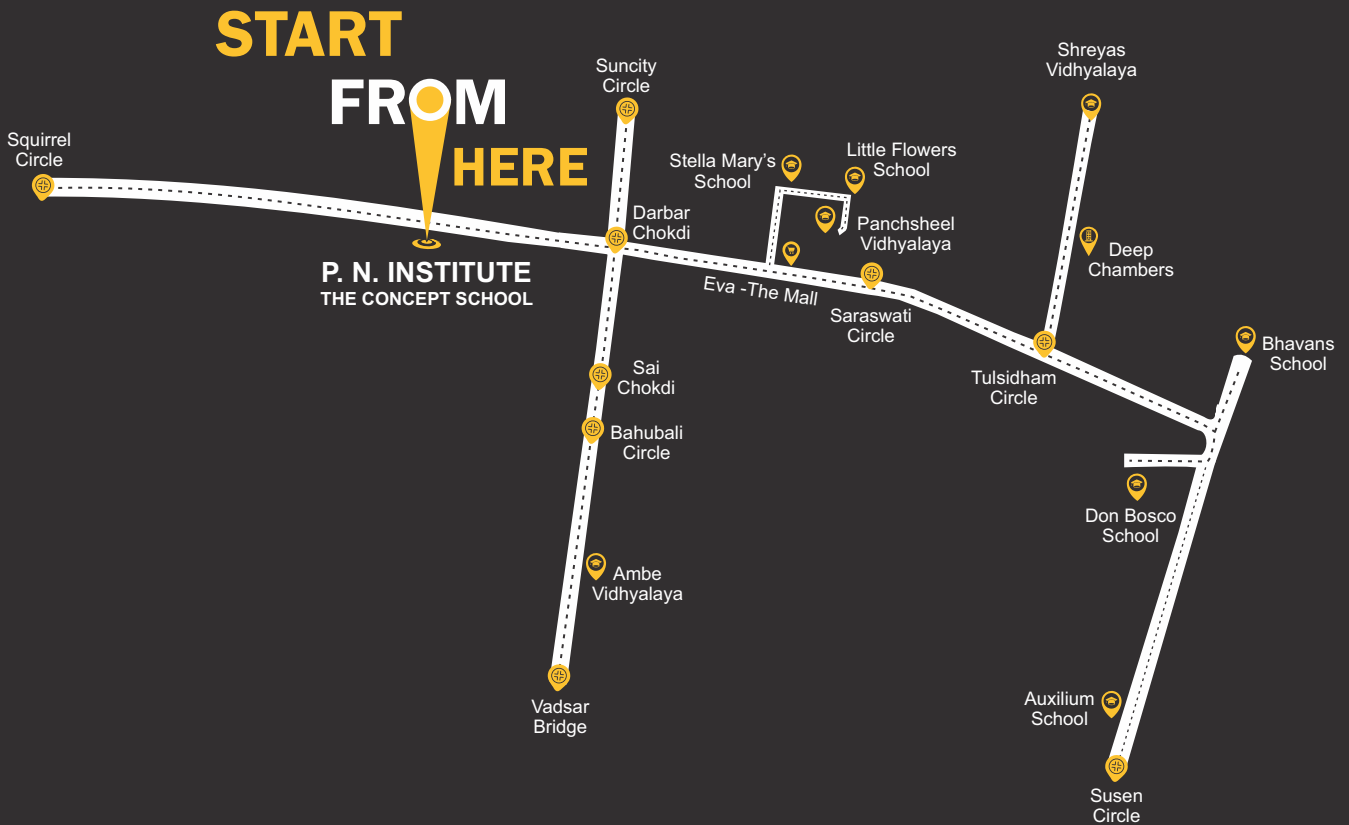 START
FROM
HERE
Suncity
Circle
Shreyas
Vidhyalaya
Squirrel
Circle
Stella Mary's
School
Little Flowers
School
Darbar
Chokdi
Panchsheel
Vidhyalaya
Deep
Chambers
P. N. INSTITUTE
THE CONCEPT SCHOOL
Eva -The Mall
Saraswati
Circle
Bhavans
School
Sai
Chokdi
Tulsidham
Circle
Bahubali
Circle
Don Bosco
School
Ambe
Vidhyalaya
Auxilium
School
Vadsar
Bridge
Susen
Circle